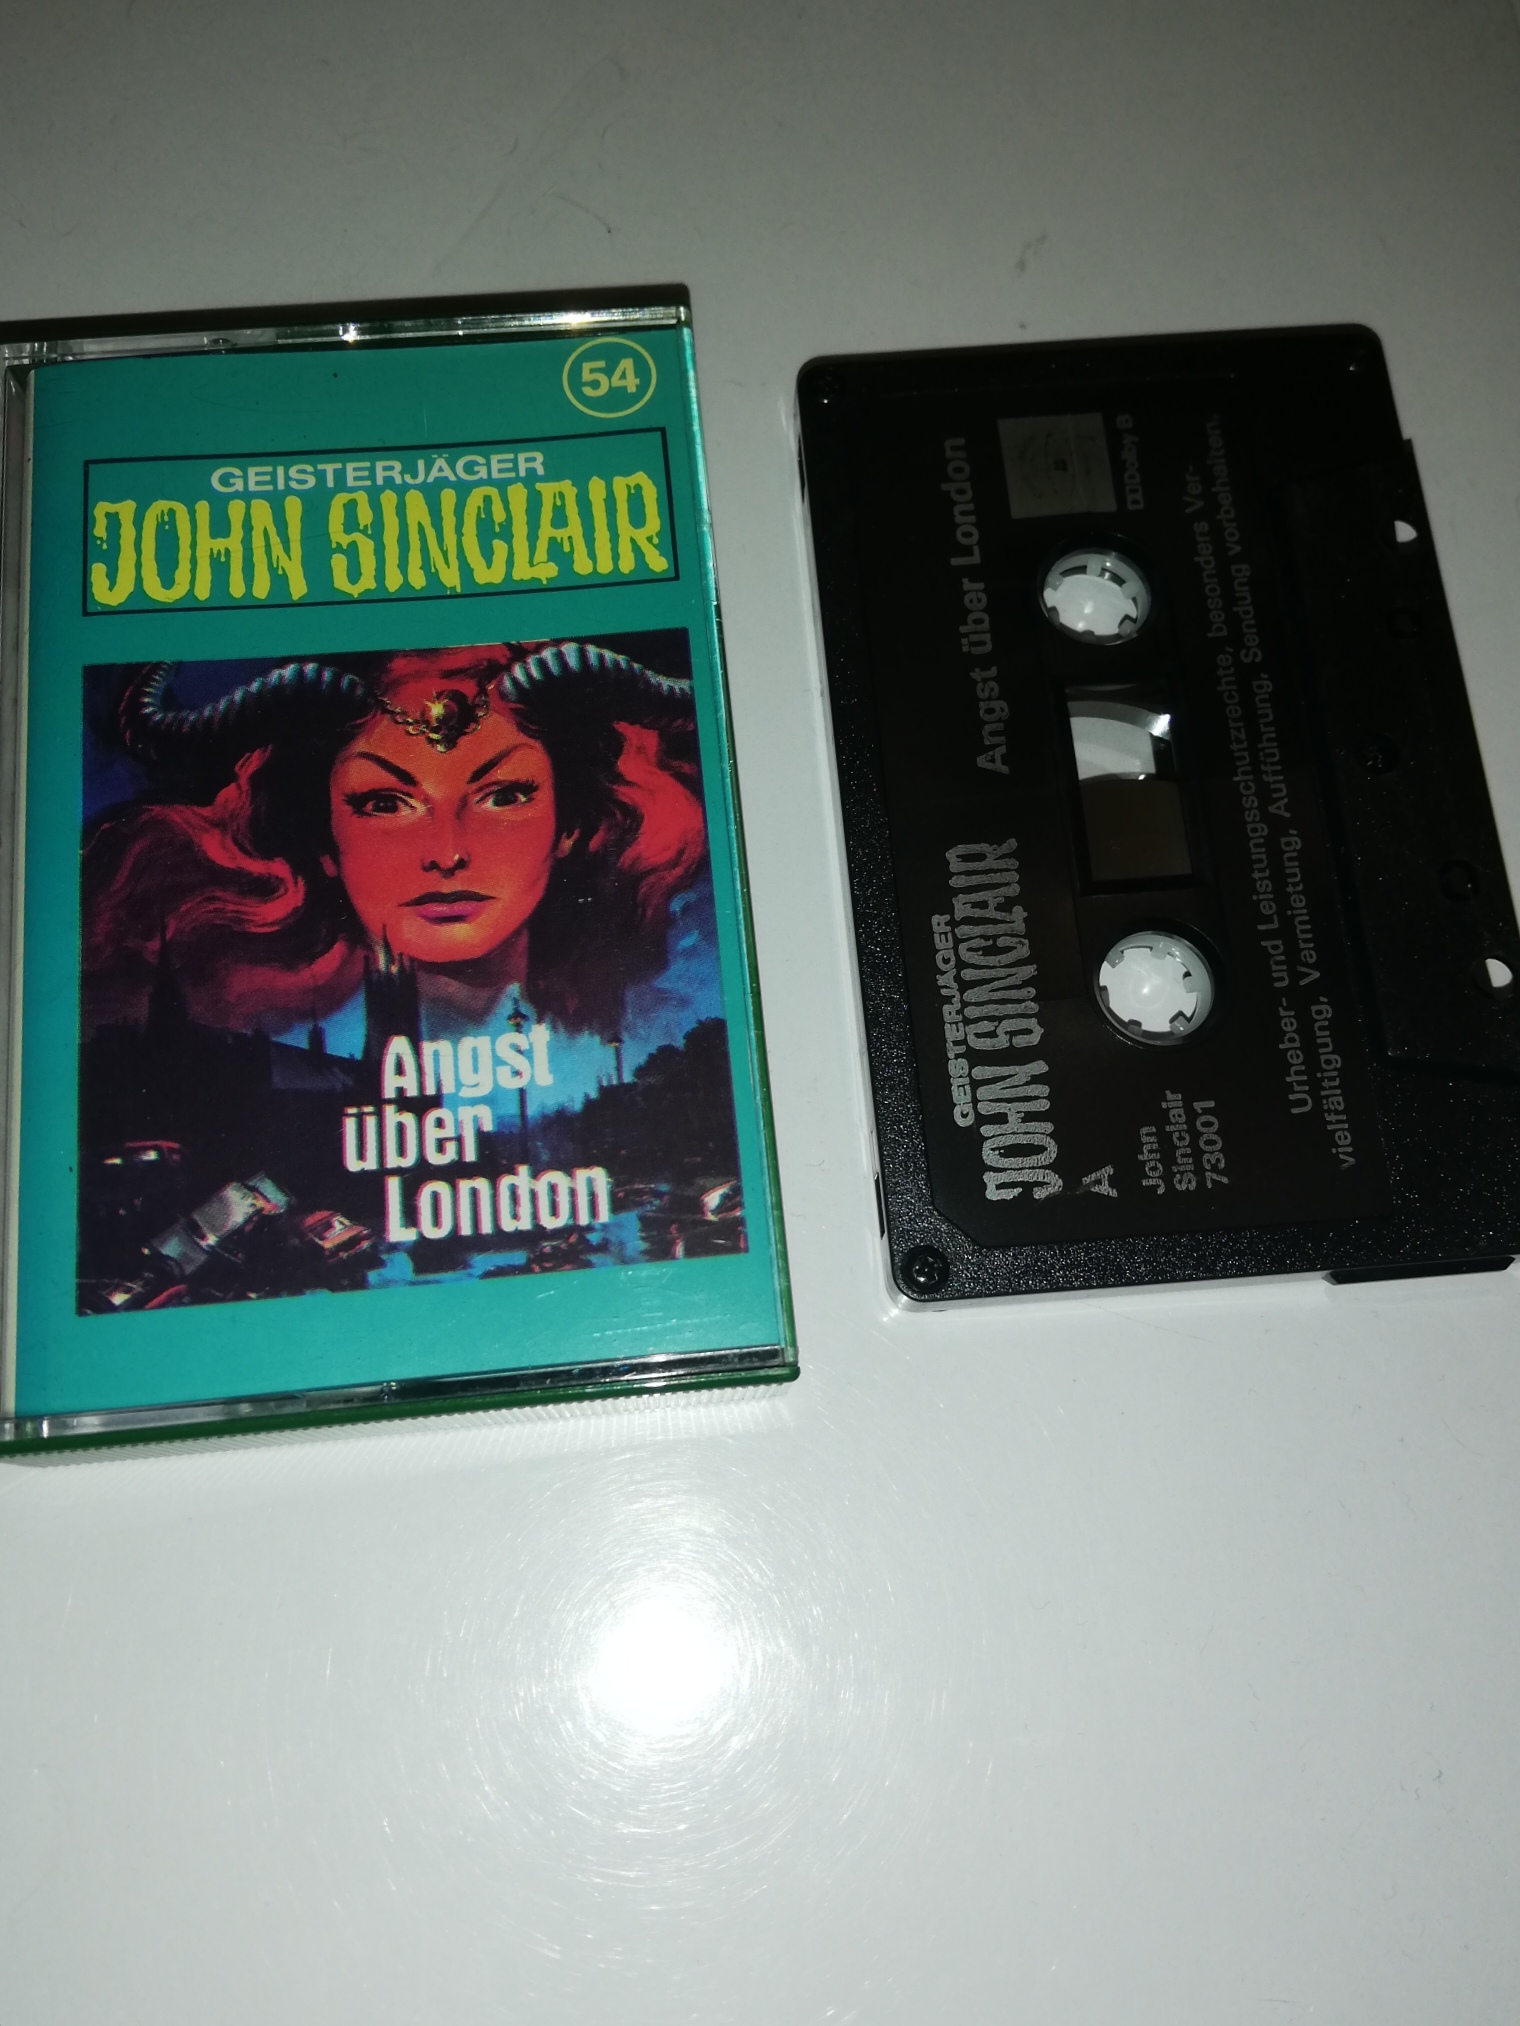 54
GEISTERJÄGER
JOHN SINCLAIR
Angst
über
London
GEISTERJÄGER
JOHN SINCLAIR
Angst über London
A
John
Sinclair
73001
Dolby B
Urheber- und Leistungsschutzrechte, besonders Ver-
vielfältigung, Vermietung, Aufführung, Sendung vorbehalten.